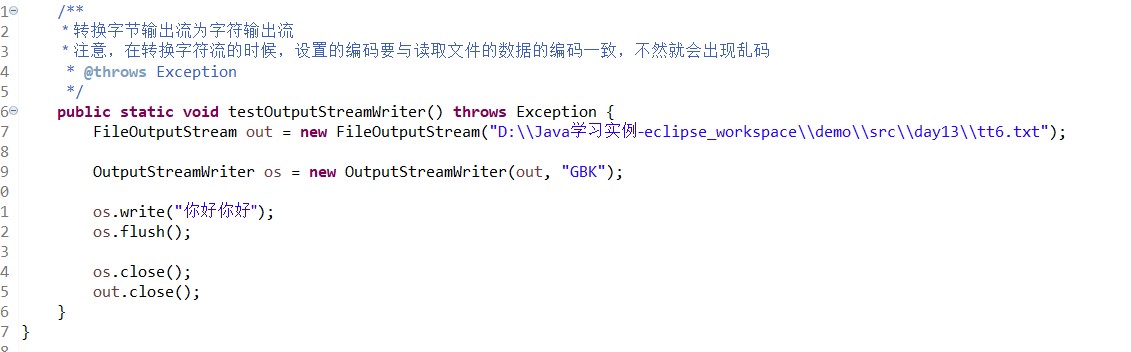 1 /**
2 * 转换字节输出流为字符输出流
3 * 注意，在转换字符流的时候，设置的编码要与读取文件的数据的编码一致，不然就会出现乱码
4 * @throws Exception
5 */
6 public static void testOutputStreamWriter() throws Exception {
7 FileOutputStream out = new FileOutputStream("D:\\Java学习实例-eclipse_workspace\\demo\\src\\day13\\tt6.txt");
8
9 OutputStreamWriter os = new OutputStreamWriter(out, "GBK");
0
1 os.write("你好你好");
2 os.flush();
3
4 os.close();
5 out.close();
6 }
7 }
8